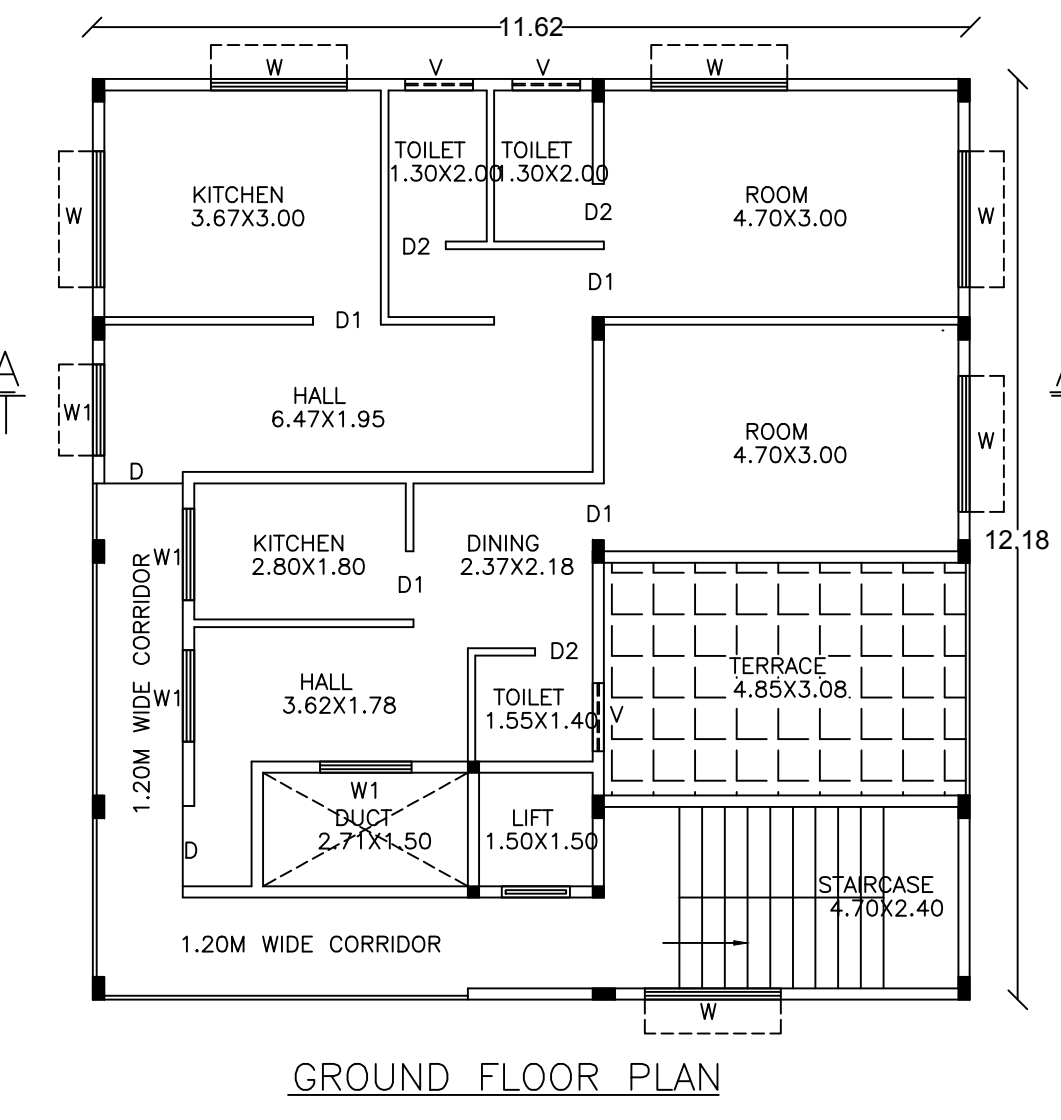 11.62
W
V
V
W
TOILET
1.30X2.00
TOILET
1.30X2.00
KITCHEN
3.67X3.00
ROOM
4.70X3.00
W
W
D2
D2
D1
D1
A
HALL
6.47X1.95
W1
ROOM
4.70X3.00
W
D
D1
12.18
KITCHEN
2.80X1.80
DINING
2.37X2.18
W1
D1
1.20M WIDE CORRIDOR
D2
TERRACE
4.85X3.08
HALL
3.62X1.78
W1
TOILET
1.55X1.40
V
W1
DUCT
2.71X1.50
LIFT
1.50X1.50
D
STAIRCASE
4.70X2.40
1.20M WIDE CORRIDOR
W
GROUND FLOOR PLAN